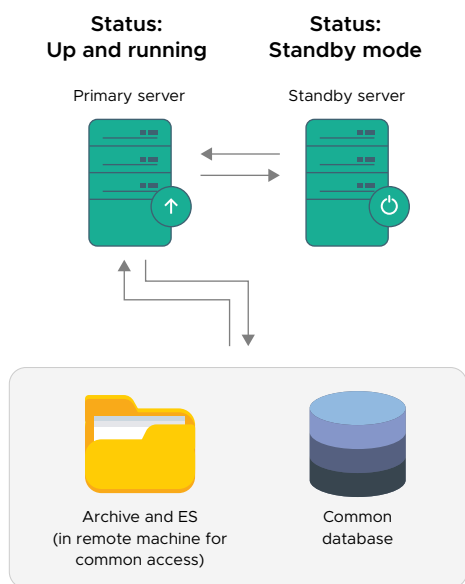 Status:
Up and running
Status:
Standby mode
Primary server
Standby server
Archive and ES
(in remote machine for
common access)
Common
database